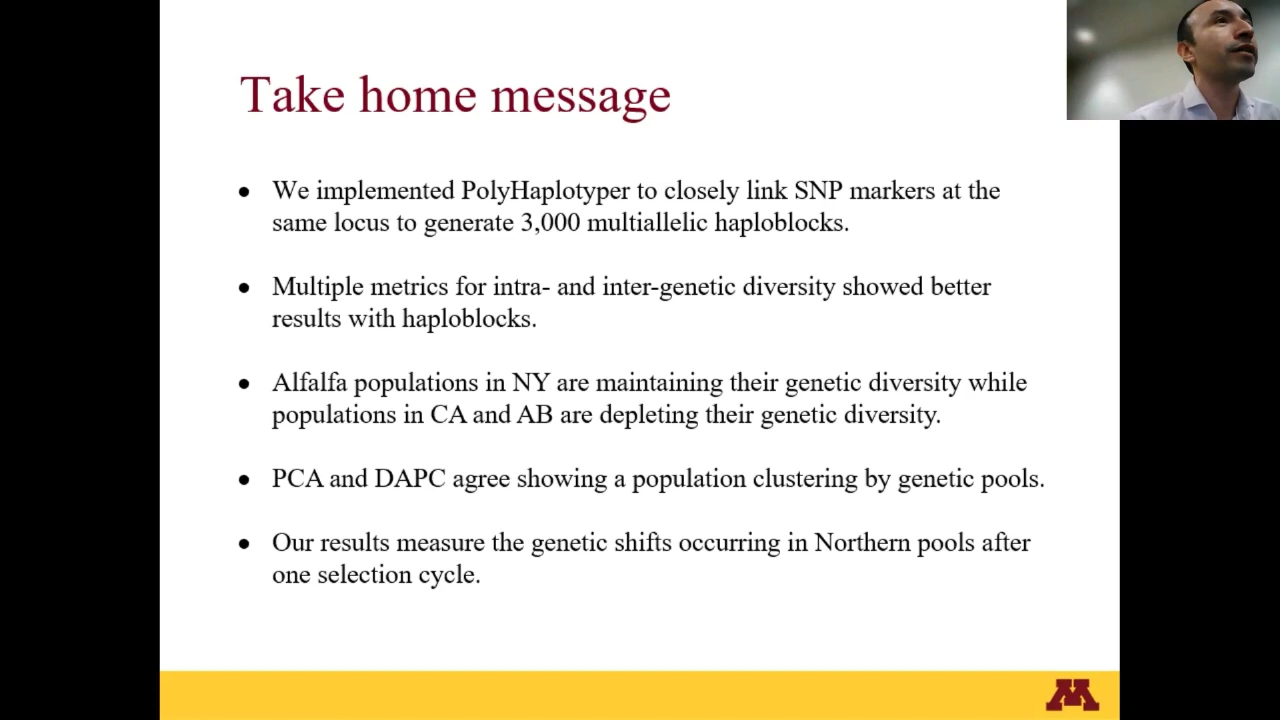 Take home message
● We implemented PolyHaplotyper to closely link SNP markers at the
same locus to generate 3,000 multiallelic haploblocks.
● Multiple metrics for intra- and inter-genetic diversity showed better
results with haploblocks.
● Alfalfa populations in NY are maintaining their genetic diversity while
populations in CA and AB are depleting their genetic diversity.
● PCA and DAPC agree showing a population clustering by genetic pools.
● Our results measure the genetic shifts occurring in Northern pools after
one selection cycle.
M